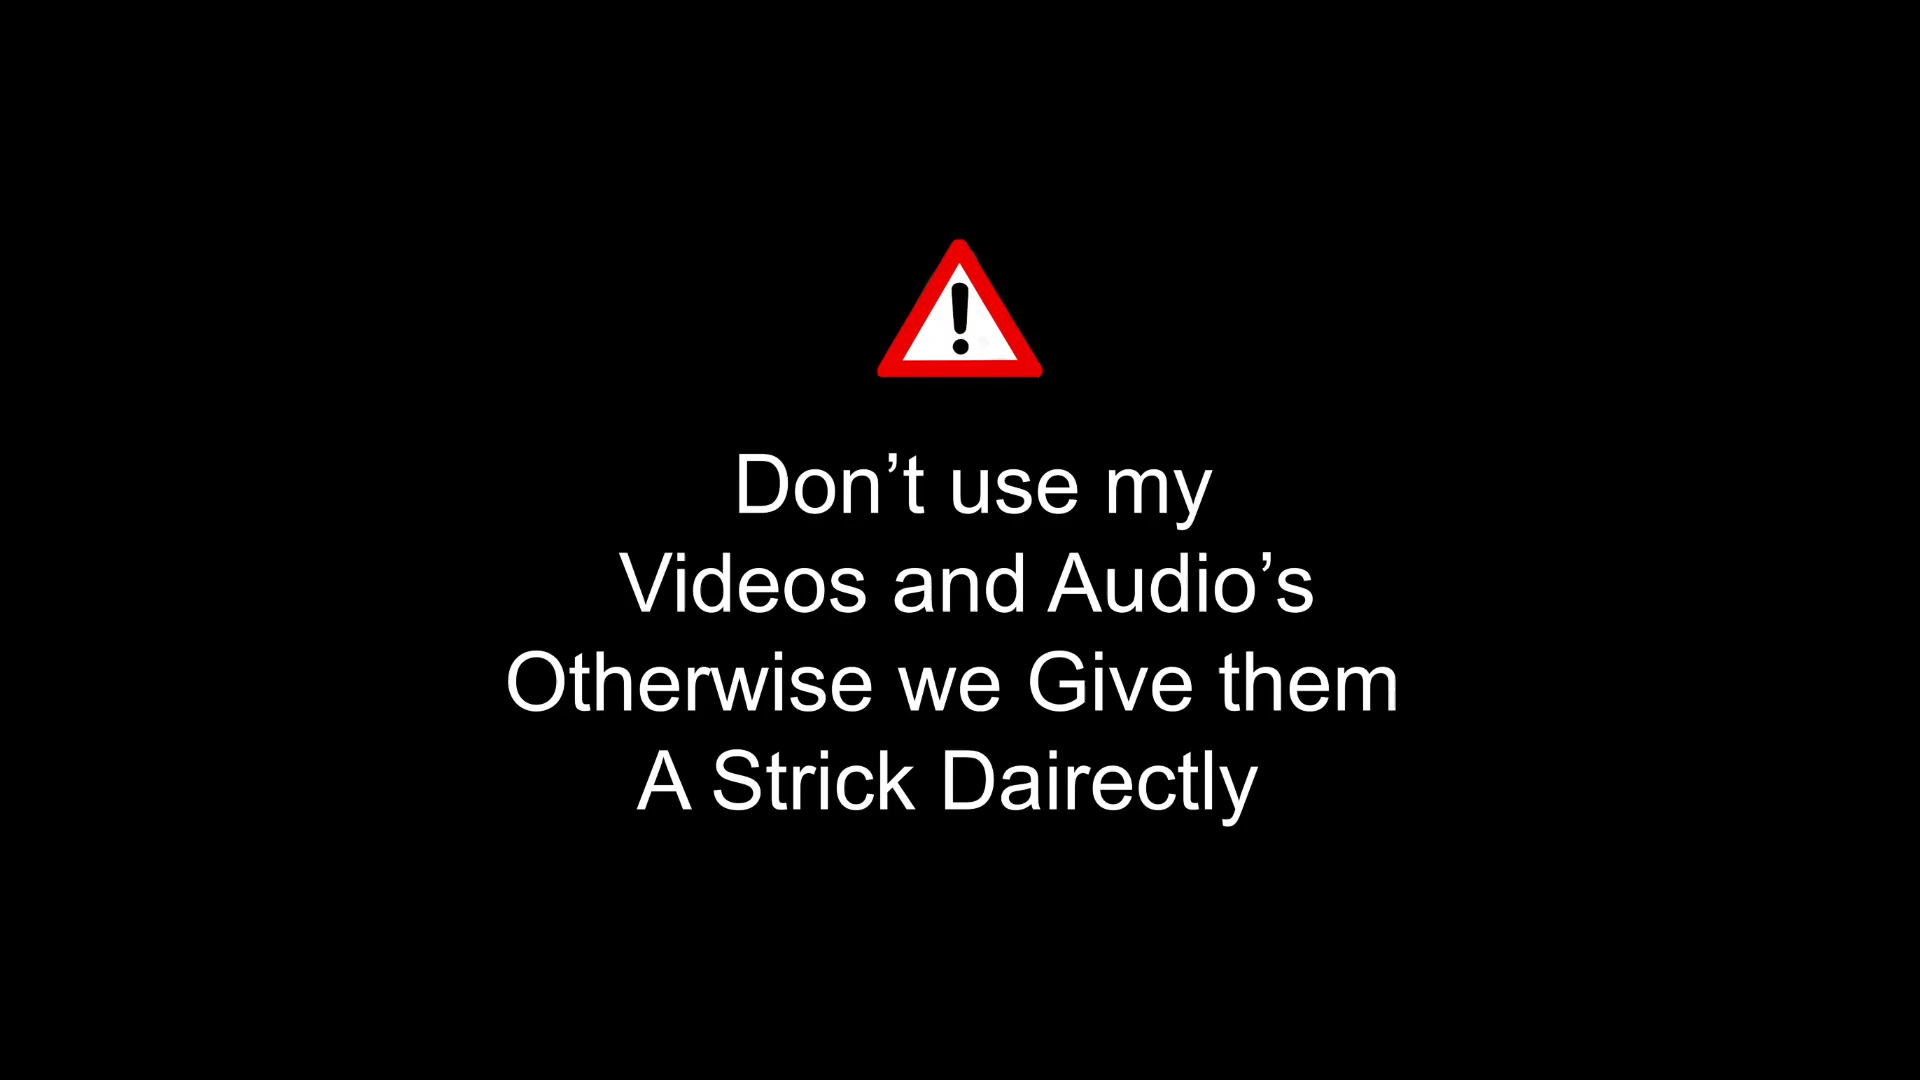 Don’t use my
Videos and Audio’s
Otherwise we Give them
A Strick Dairectly